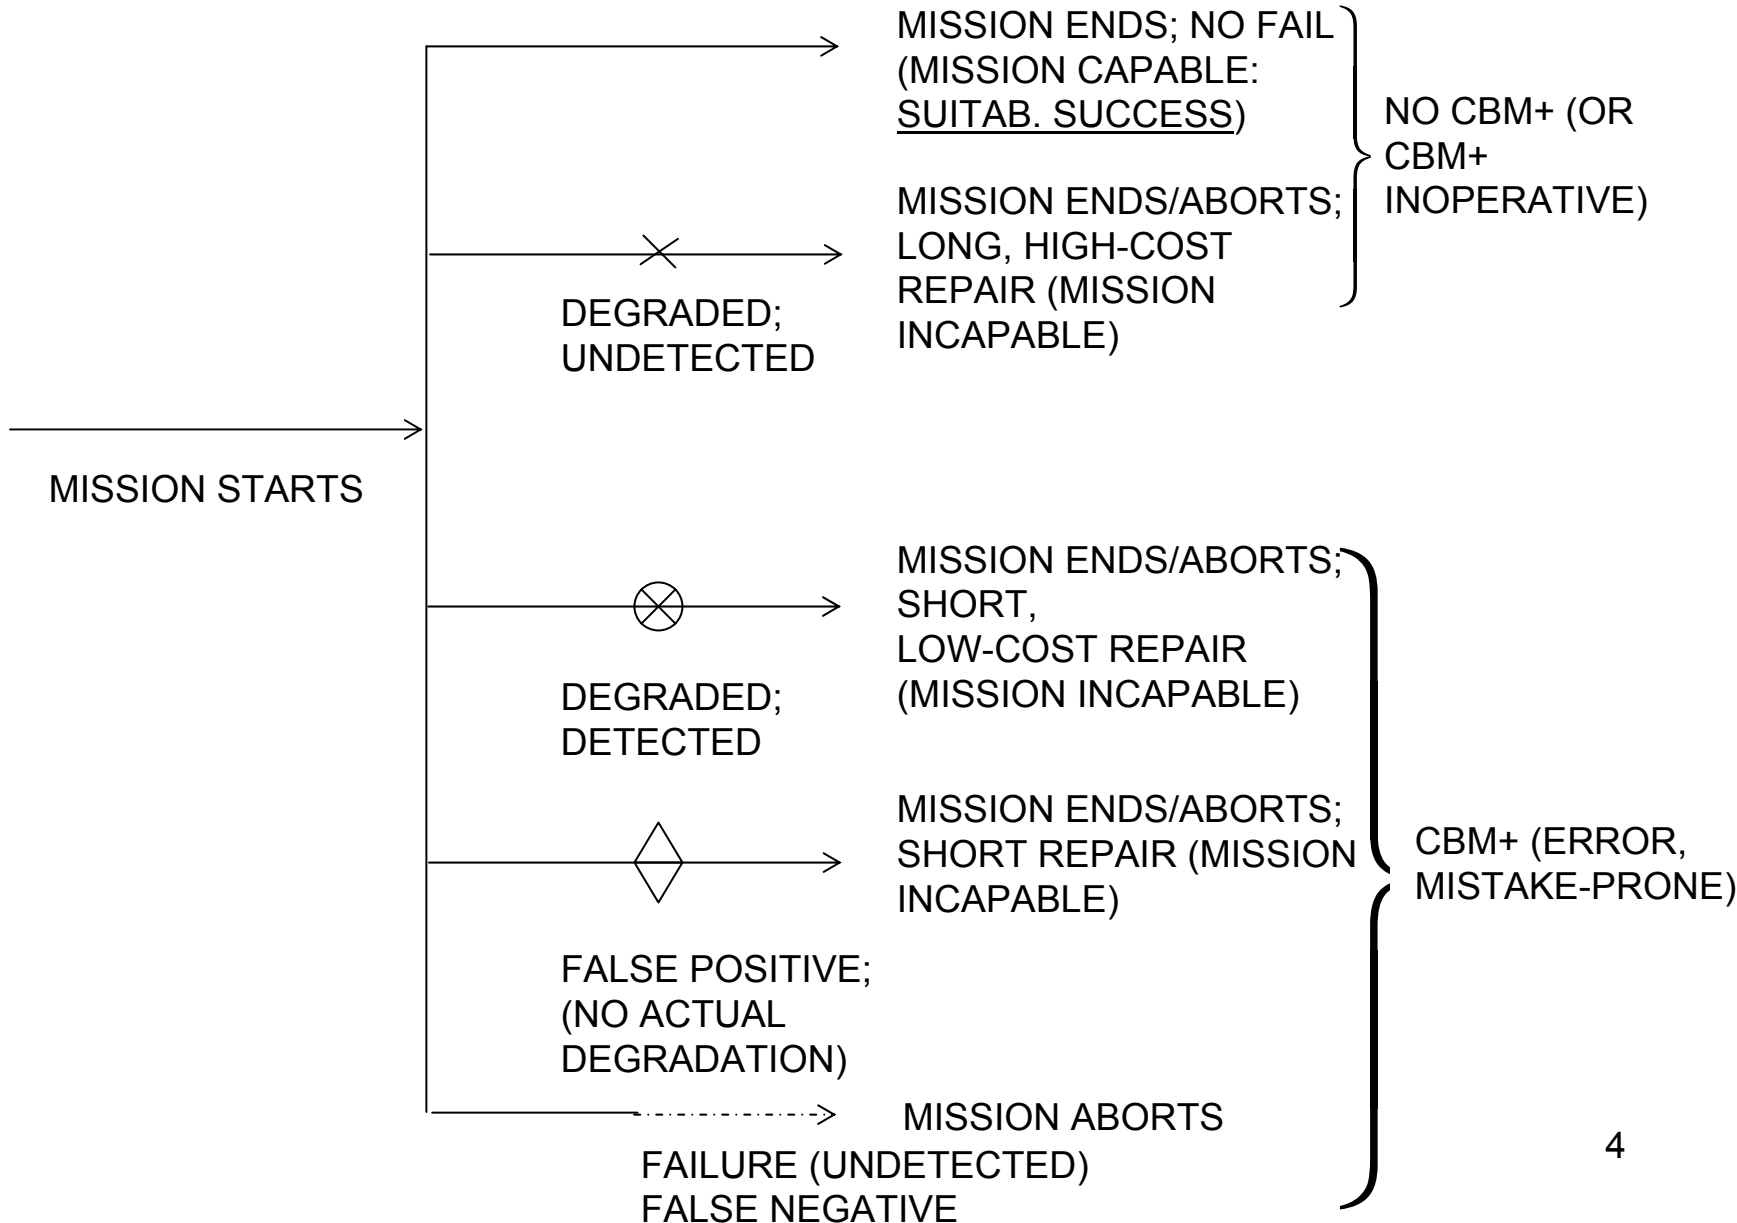 MISSION ENDS; NO FAIL
(MISSION CAPABLE:
SUITAB. SUCCESS)
NO CBM+ (OR
CBM+
INOPERATIVE)
MISSION ENDS/ABORTS;
LONG, HIGH-COST
REPAIR (MISSION
INCAPABLE)
DEGRADED;
UNDETECTED
MISSION STARTS
MISSION ENDS/ABORTS;
SHORT,
LOW-COST REPAIR
(MISSION INCAPABLE)
DEGRADED;
DETECTED
MISSION ENDS/ABORTS;
SHORT REPAIR (MISSION
INCAPABLE)
CBM+ (ERROR,
MISTAKE-PRONE)
FALSE POSITIVE;
(NO ACTUAL
DEGRADATION)
MISSION ABORTS
FAILURE (UNDETECTED)
FALSE NEGATIVE
4